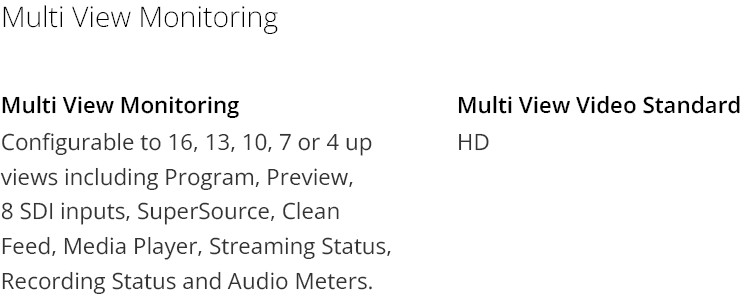 Multi View Monitoring
Multi View Monitoring
Configurable to 16, 13, 10, 7 or 4 up
views including Program, Preview,
8 SDI inputs, SuperSource, Clean
Feed, Media Player, Streaming Status,
Recording Status and Audio Meters.
Multi View Video Standard
HD